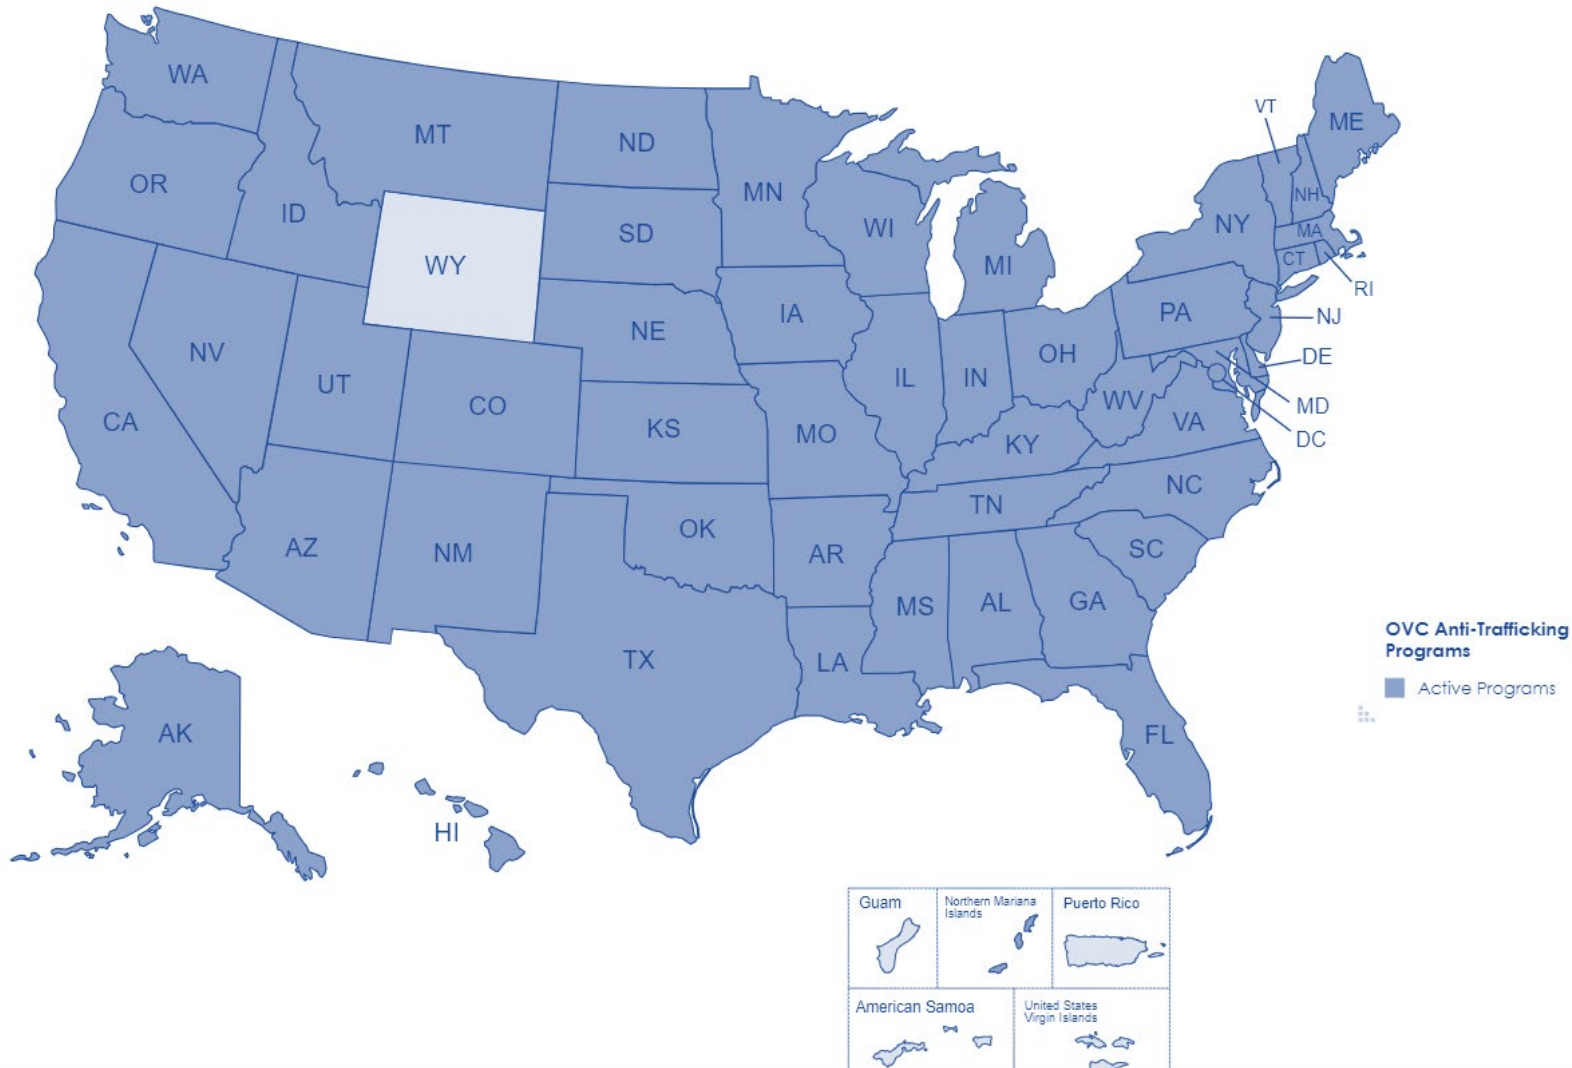 WA
MT
ND
MN
VT
ME
OR
ID
SD
WI
MI
NY
NH
MA
CT
RI
WY
IA
NE
PA
NJ
NV
UT
CO
IL
IN
OH
DE
CA
KS
MO
KY
WV
VA
MD
DC
AZ
NM
OK
AR
TN
NC
SC
MS
AL
GA
TX
LA
FL
AK
HI
OVC Anti-Trafficking
Programs
Active Programs
Guam
Northern Mariana
Islands
Puerto Rico
American Samoa
United States
Virgin Islands